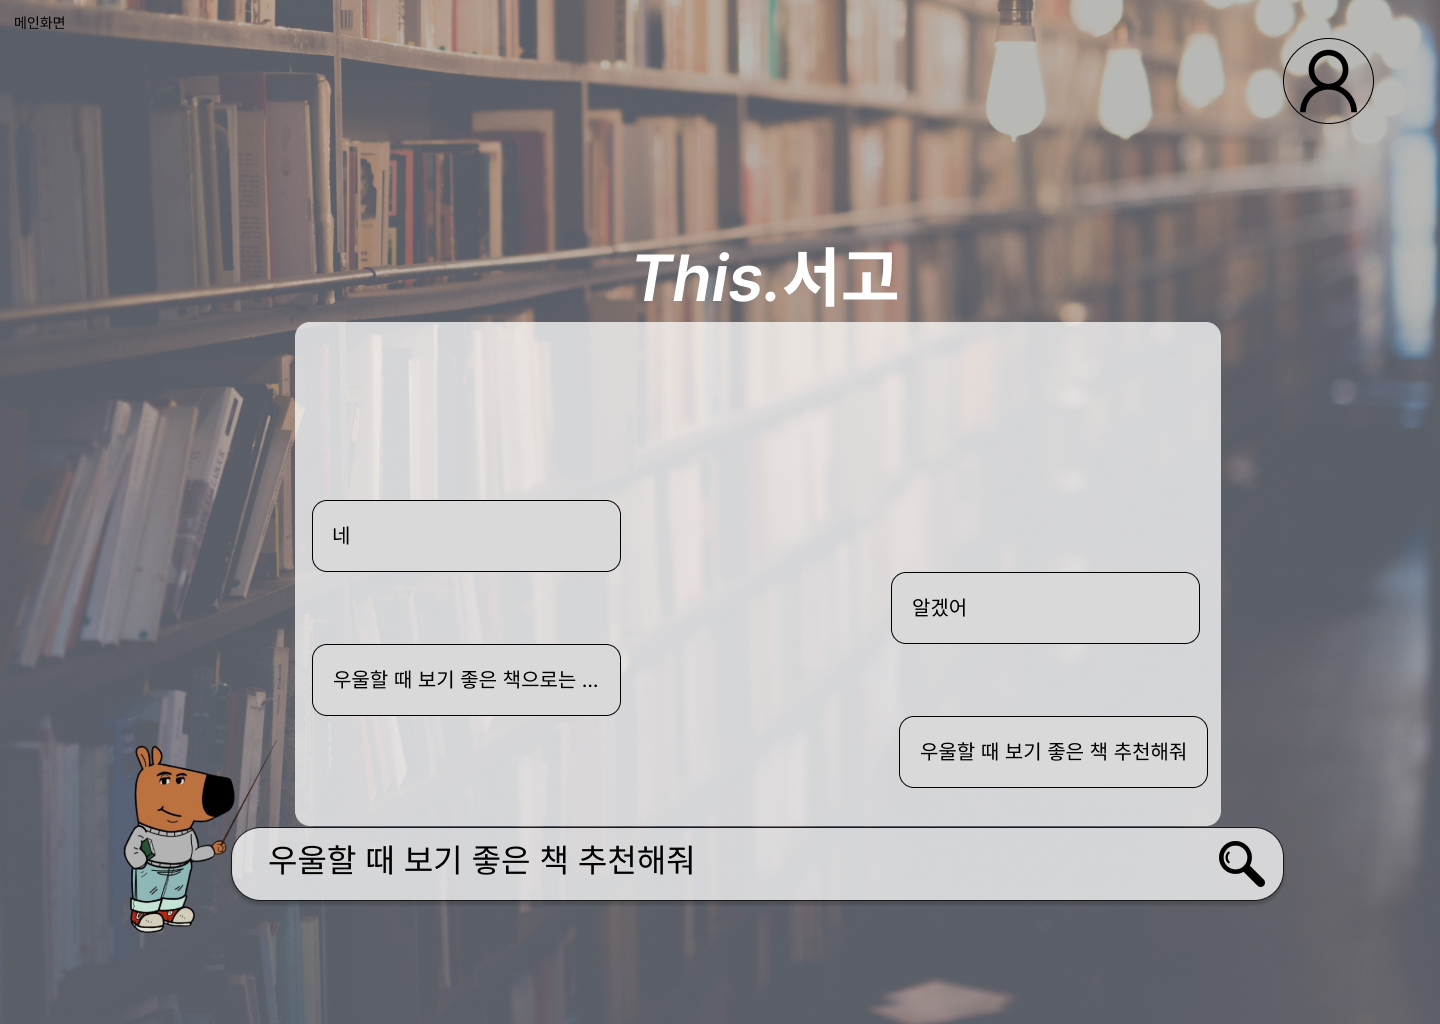 메인화면
This.서고
네
알겠어
우울할 때 보기 좋은 책으로는 ...
우울할 때 보기 좋은 책 추천해줘
우울할 때 보기 좋은 책 추천해줘